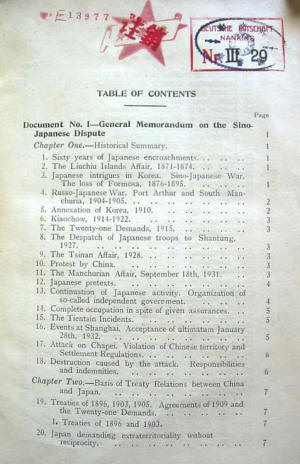 E13977
DEUTSCHE BOTSCHAFT
NANKING
Nr III 20
TABLE OF CONTENTS
Page
Document No. I—General Memorandum on the Sino-
Japanese Dispute . . . . 1
Chapter One.—Historical Summary. . . . 1
1. Sixty years of Japanese encroachments. . . . 1
2. The Liuchiu Islands Affair, 1871-1874. . . . 1
3. Japanese intrigues in Korea. Sino-Japanese War.
The loss of Formosa, 1876-1895. . . . 1
4. Russo-Japanese War. Port Arthur and South Man-
churia, 1904-1905. . . . 2
5. Annexation of Korea, 1910. . . . 2
6. Kiaochow, 1914-1922. . . . 3
7. The Twenty-one Demands, 1915. . . . 3
8. The Despatch of Japanese troops to Shantung,
1927. . . . 3
9. The Tsinan Affair, 1928. . . . 3
10. Protest by China. . . . 3
11. The Manchurian Affair, September 18th, 1931. . . . 3
12. Japanese pretexts. . . . 4
13. Continuation of Japanese activity. Organization of
so-called independent government. . . . 4
14. Complete occupation in spite of given assurances. . . 5
15. The Tientsin Incidents. . . . 5
16. Events at Shanghai. Acceptance of ultimatum January
28th, 1932. . . . 5
17. Attack on Chapei. Violation of Chinese territory and
Settlement Regulations. . . . 6
18. Destruction caused by the attack. Responsibilities
and indemnities. . . . 6
Chapter Two.—Basis of Treaty Relations between China
and Japan. . . . 7
19. Treaties of 1896, 1903, 1905. Agreements of 1909 and
the Twenty-one Demands. . . . 7
1. Treaties of 1896 and 1903. . . . 7
20. Japan demanding extraterritoriality without
reciprocity. . . . 7